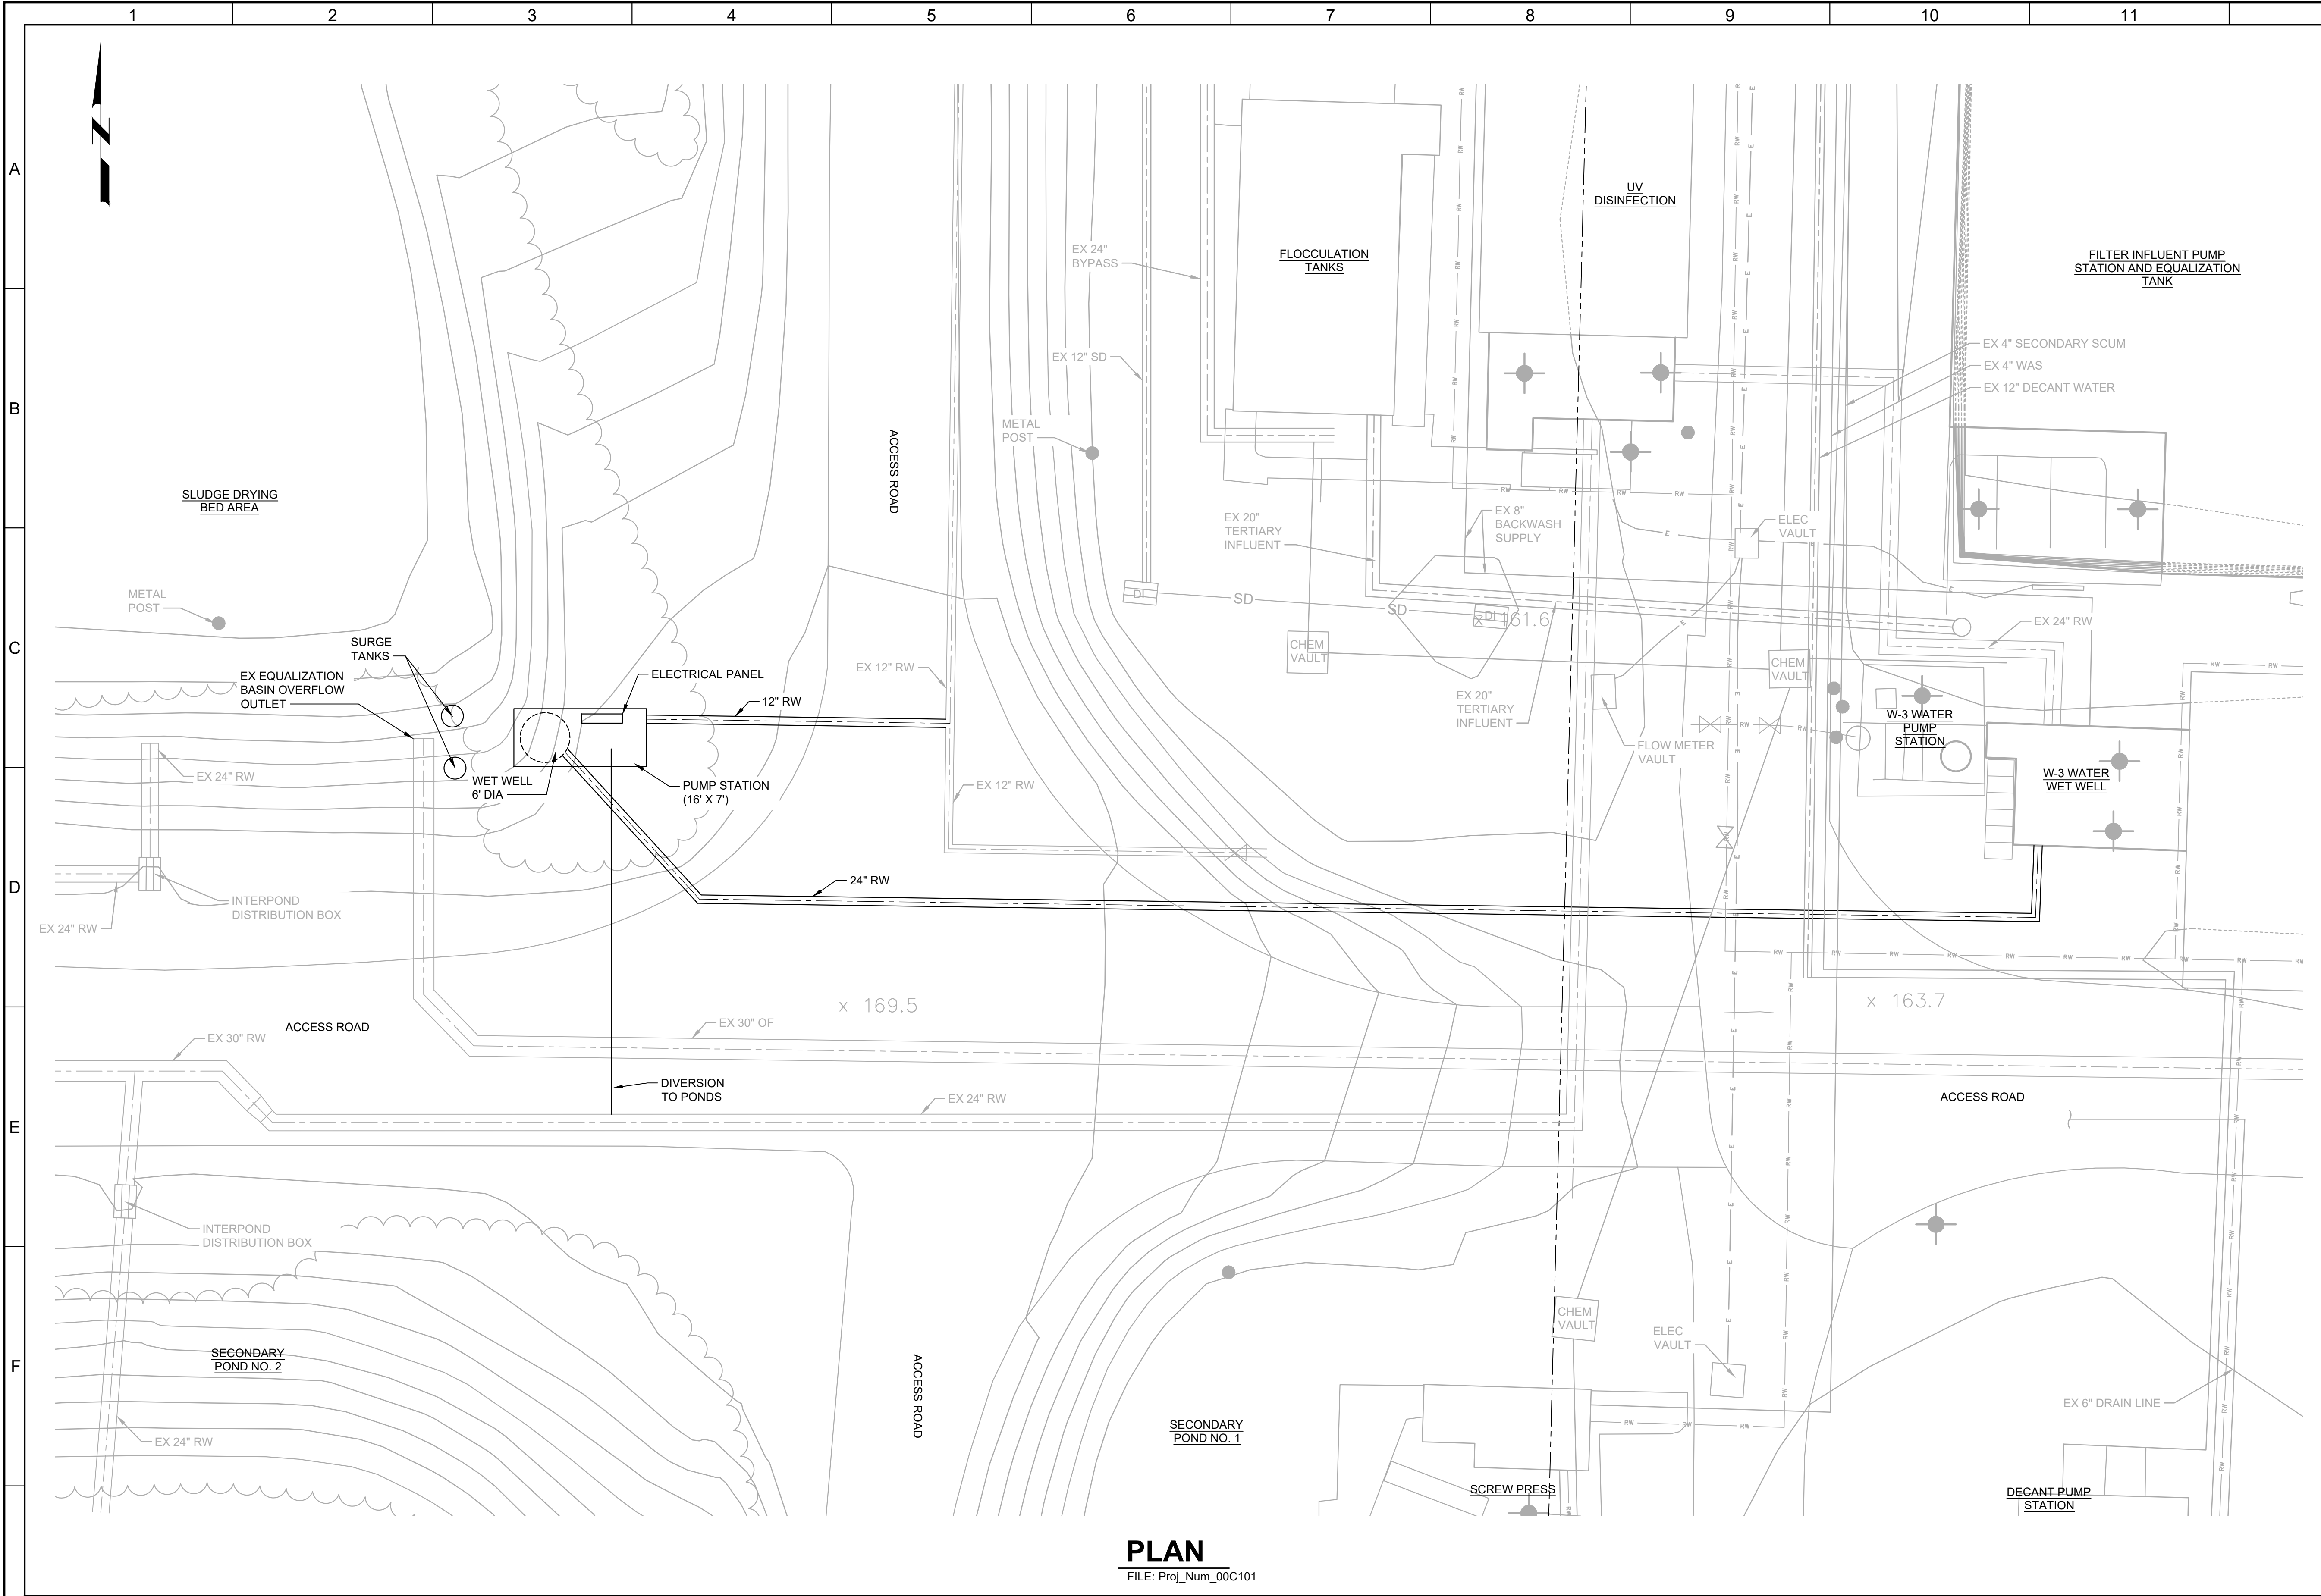 1 2 3 4 5 6 7 8 9 10 11
A
B
C
D
E
F
UV
DISINFECTION
FLOCCULATION
TANKS
FILTER INFLUENT PUMP
STATION AND EQUALIZATION
TANK
EX 24"
BYPASS
EX 12" SD
EX 4" SECONDARY SCUM
EX 4" WAS
EX 12" DECANT WATER
METAL
POST
ACCESS ROAD
SLUDGE DRYING
BED AREA
EX 20"
TERTIARY
INFLUENT
EX 8"
BACKWASH
SUPPLY
ELEC
VAULT
METAL
POST
DI
SD
SD
DI
x 161.6
EX 24" RW
SURGE
TANKS
EX EQUALIZATION
BASIN OVERFLOW
OUTLET
ELECTRICAL PANEL
12" RW
EX 12" RW
CHEM
VAULT
CHEM
VAULT
EX 20"
TERTIARY
INFLUENT
FLOW METER
VAULT
W-3 WATER
PUMP
STATION
W-3 WATER
WET WELL
EX 24" RW
WET WELL
6' DIA
PUMP STATION
(16' X 7')
EX 12" RW
24" RW
INTERPOND
DISTRIBUTION BOX
EX 24" RW
x 169.5
x 163.7
ACCESS ROAD
EX 30" RW
EX 30" OF
DIVERSION
TO PONDS
EX 24" RW
ACCESS ROAD
INTERPOND
DISTRIBUTION BOX
SECONDARY
POND NO. 2
EX 24" RW
ACCESS ROAD
SECONDARY
POND NO. 1
CHEM
VAULT
ELEC
VAULT
EX 6" DRAIN LINE
SCREW PRESS
DECANT PUMP
STATION
PLAN
FILE: Proj_Num_00C101